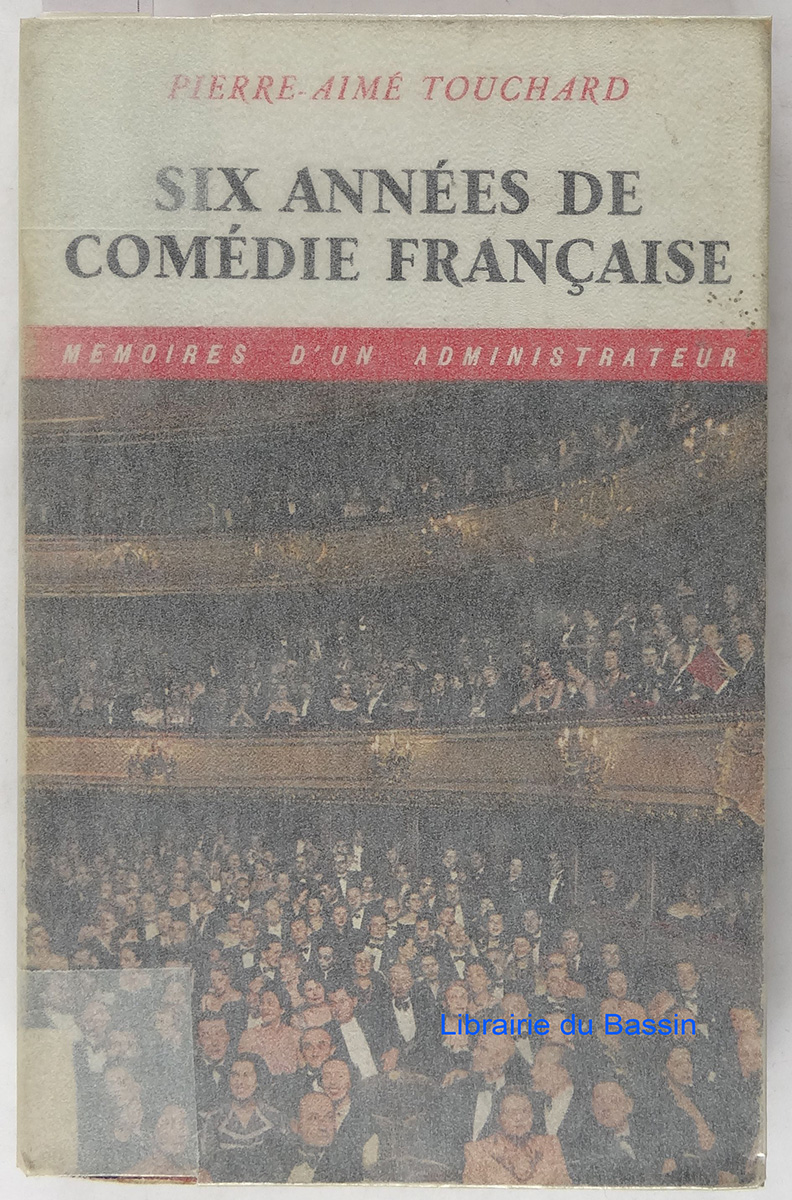 PIERRE-AIMÉ TOUCHARD
SIX ANNÉES DE
COMÉDIE FRANÇAISE
MEMOIRES D'UN ADMINISTRATEUR
Librairie du Bassin